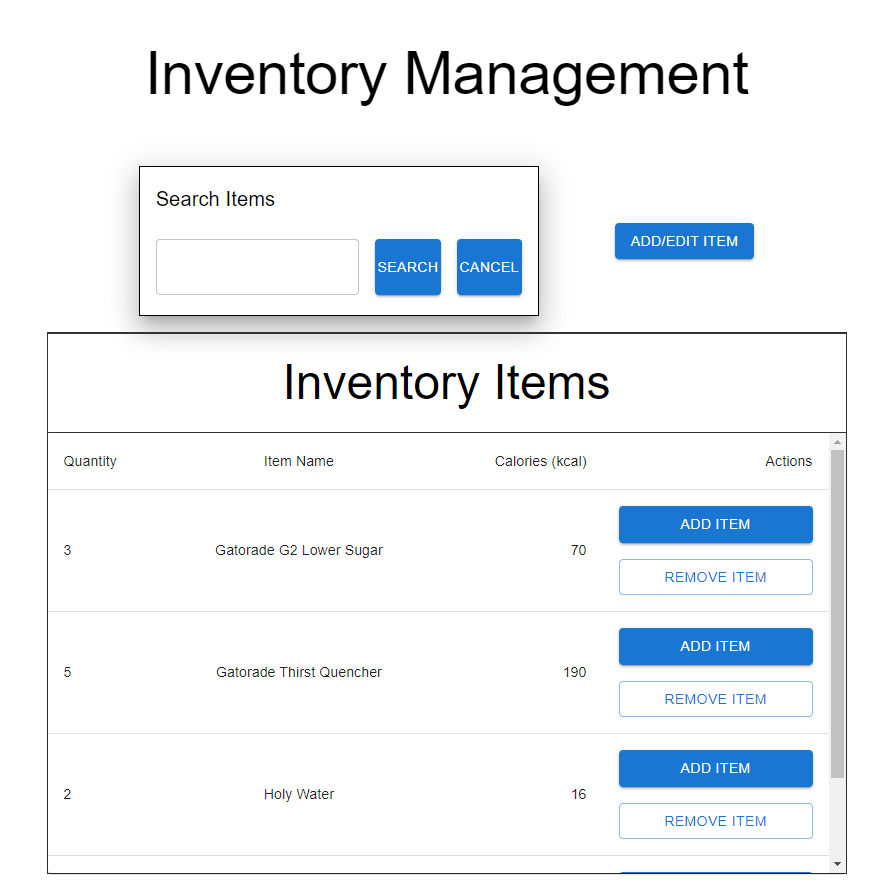 Inventory Management
Search Items
SEARCH CANCEL
ADD/EDIT ITEM
Inventory Items
Quantity Item Name Calories (kcal) Actions
3 Gatorade G2 Lower Sugar 70
ADD ITEM
REMOVE ITEM
5 Gatorade Thirst Quencher 190
ADD ITEM
REMOVE ITEM
2 Holy Water 16
ADD ITEM
REMOVE ITEM